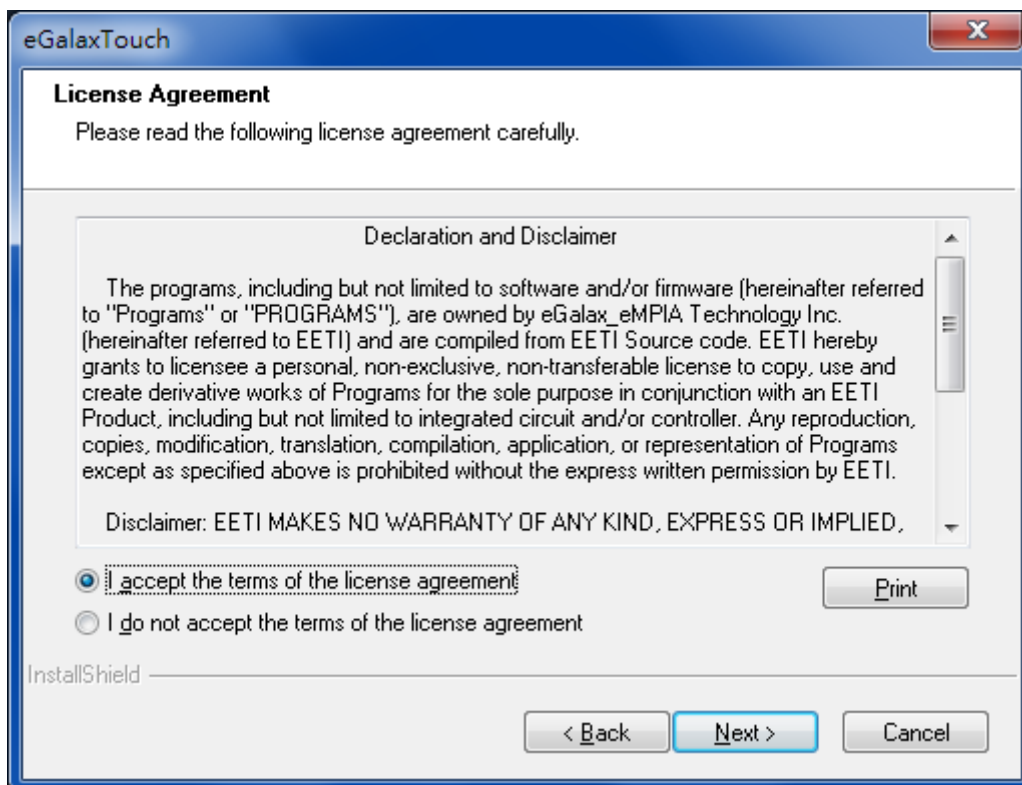 eGalaxTouch
License Agreement
Please read the following license agreement carefully.
Declaration and Disclaimer
The programs, including but not limited to software and/or firmware (hereinafter referred
to "Programs" or "PROGRAMS"), are owned by eGalax_eMPIA Technology Inc.
(hereinafter referred to EETI) and are compiled from EETI Source code. EETI hereby
grants to licensee a personal, non-exclusive, non-transferable license to copy, use and
create derivative works of Programs for the sole purpose in conjunction with an EETI
Product, including but not limited to integrated circuit and/or controller. Any reproduction,
copies, modification, translation, compilation, application, or representation of Programs
except as specified above is prohibited without the express written permission by EETI.
Disclaimer: EETI MAKES NO WARRANTY OF ANY KIND, EXPRESS OR IMPLIED,
I accept the terms of the license agreement
Print
I do not accept the terms of the license agreement
InstallShield
< Back
Next >
Cancel